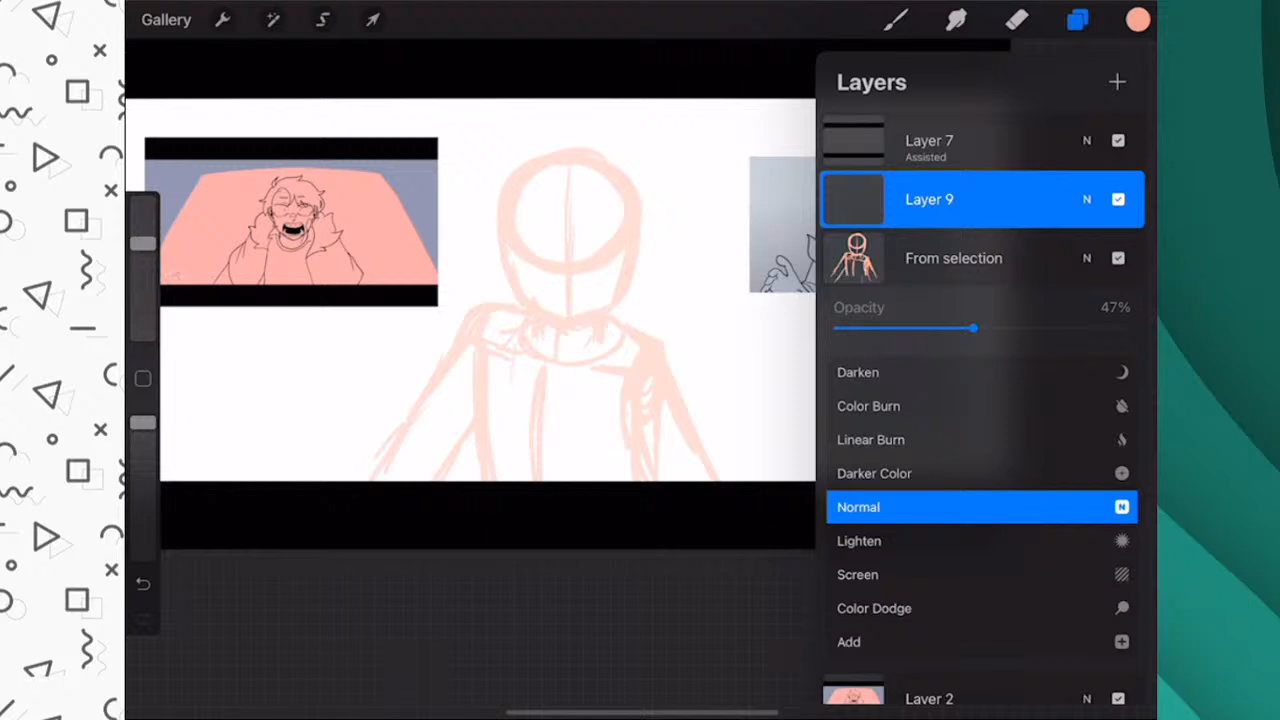 Gallery
Layers
Layer 7 N
Assisted
Layer 9 N
From selection N
Opacity 47%
Darken
Color Burn
Linear Burn
Darker Color
Normal N
Lighten
Screen
Color Dodge
Add
Layer 2 N